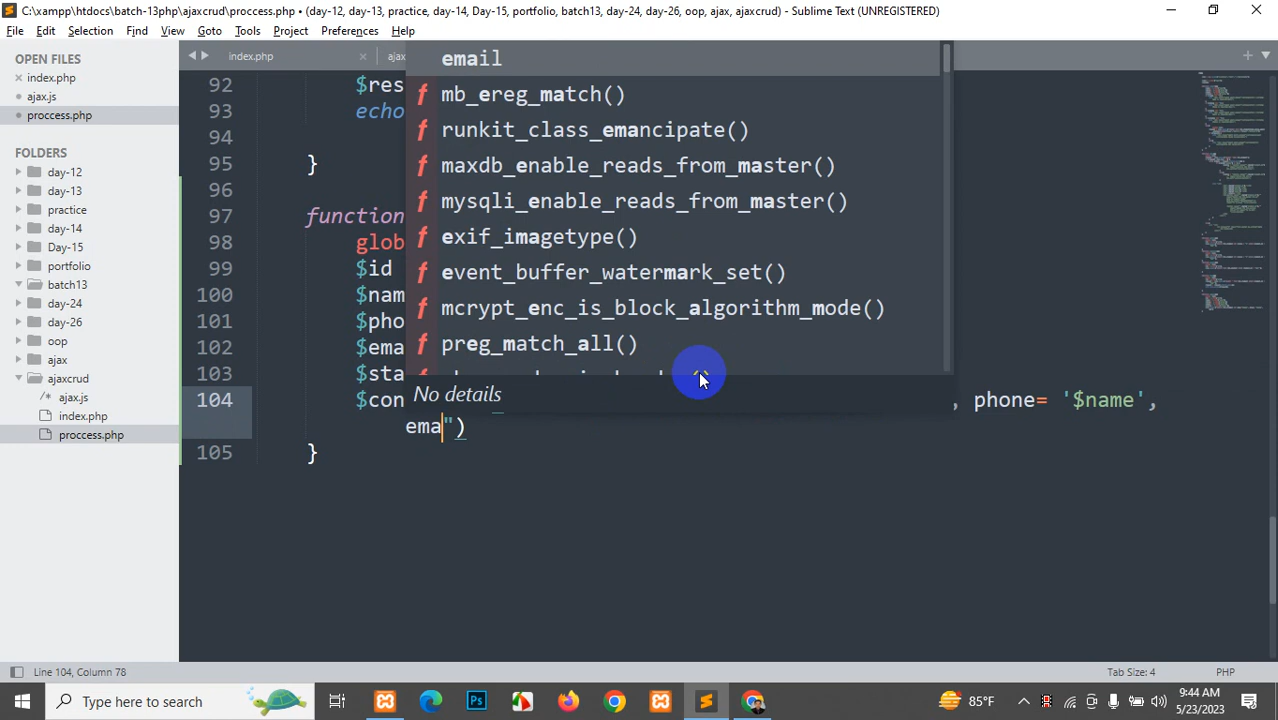 C:\xampp\htdocs\batch-13php\ajaxcrud\proccess.php • (day-12, day-13, practice, day-14, Day-15, portfolio, batch13, day-24, day-26, oop, ajax, ajaxcrud) - Sublime Text (UNREGISTERED)
File Edit Selection Find View Goto Tools Project Preferences Help
OPEN FILES
index.php
ajax.js
proccess.php
FOLDERS
day-12
day-13
practice
day-14
Day-15
portfolio
batch13
day-24
day-26
oop
ajax
ajaxcrud
ajax.js
index.php
proccess.php
index.php ajax
92 $res
93 echo
94
95 }
96
97 function
98 glob
99 $id
100 $nam
101 $pho
102 $ema
103 $sta
104 $con , phone= '$name',
ema")
105 }
email
f mb_ereg_match()
f runkit_class_emancipate()
f maxdb_enable_reads_from_master()
f mysqli_enable_reads_from_master()
f exif_imagetype()
f event_buffer_watermark_set()
f mcrypt_enc_is_block_algorithm_mode()
f preg_match_all()
No details
Line 104, Column 78
Tab Size: 4 PHP
Type here to search
85°F
9:44 AM
5/23/2023